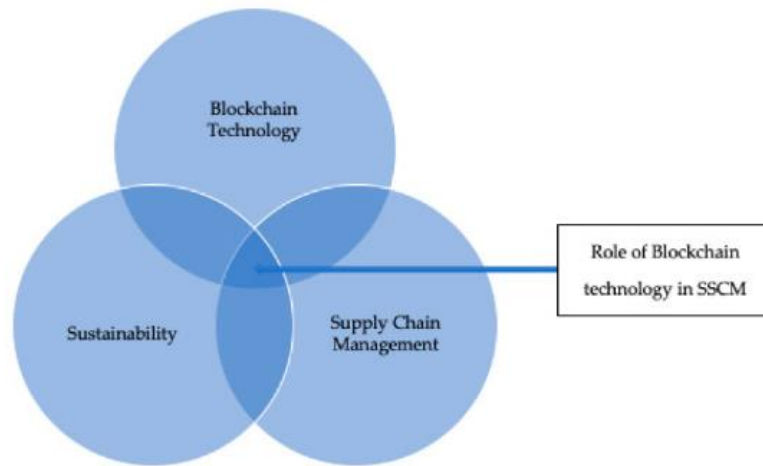 Blockchain
Technology
Sustainability
Supply Chain
Management
Role of Blockchain
technology in SSCM